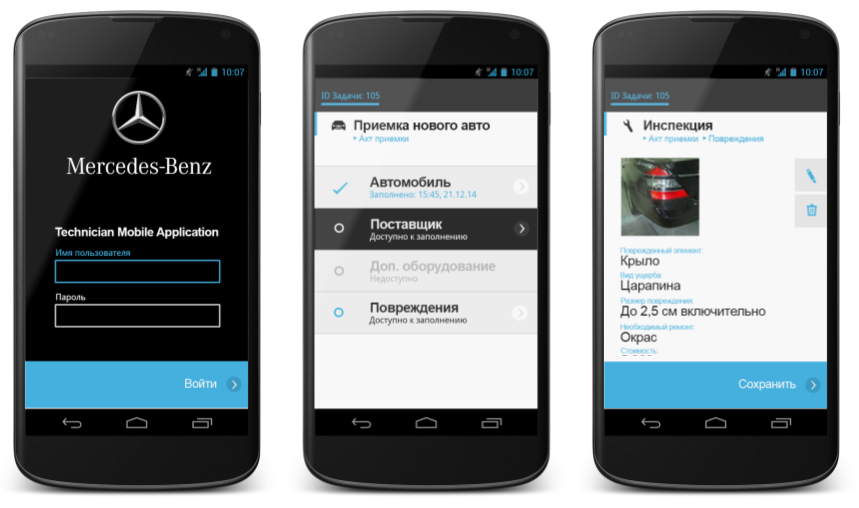 10:07
Mercedes-Benz
Technician Mobile Application
Имя пользователя
Пароль
Войти
10:07
ID Задачи: 105
Приемка нового авто
Акт приемки
Автомобиль
Заполнено: 15:45, 21.12.14
Поставщик
Доступно к заполнению
Доп. оборудование
Недоступно
Повреждения
Доступно к заполнению
10:07
ID Задачи: 105
Инспекция
Акт приемки Повреждения
Поврежденный элемент:
Крыло
Вид ущерба:
Царапина
Размер повреждения:
До 2,5 см включительно
Необходимый ремонт:
Окрас
Стоимость:
Сохранить